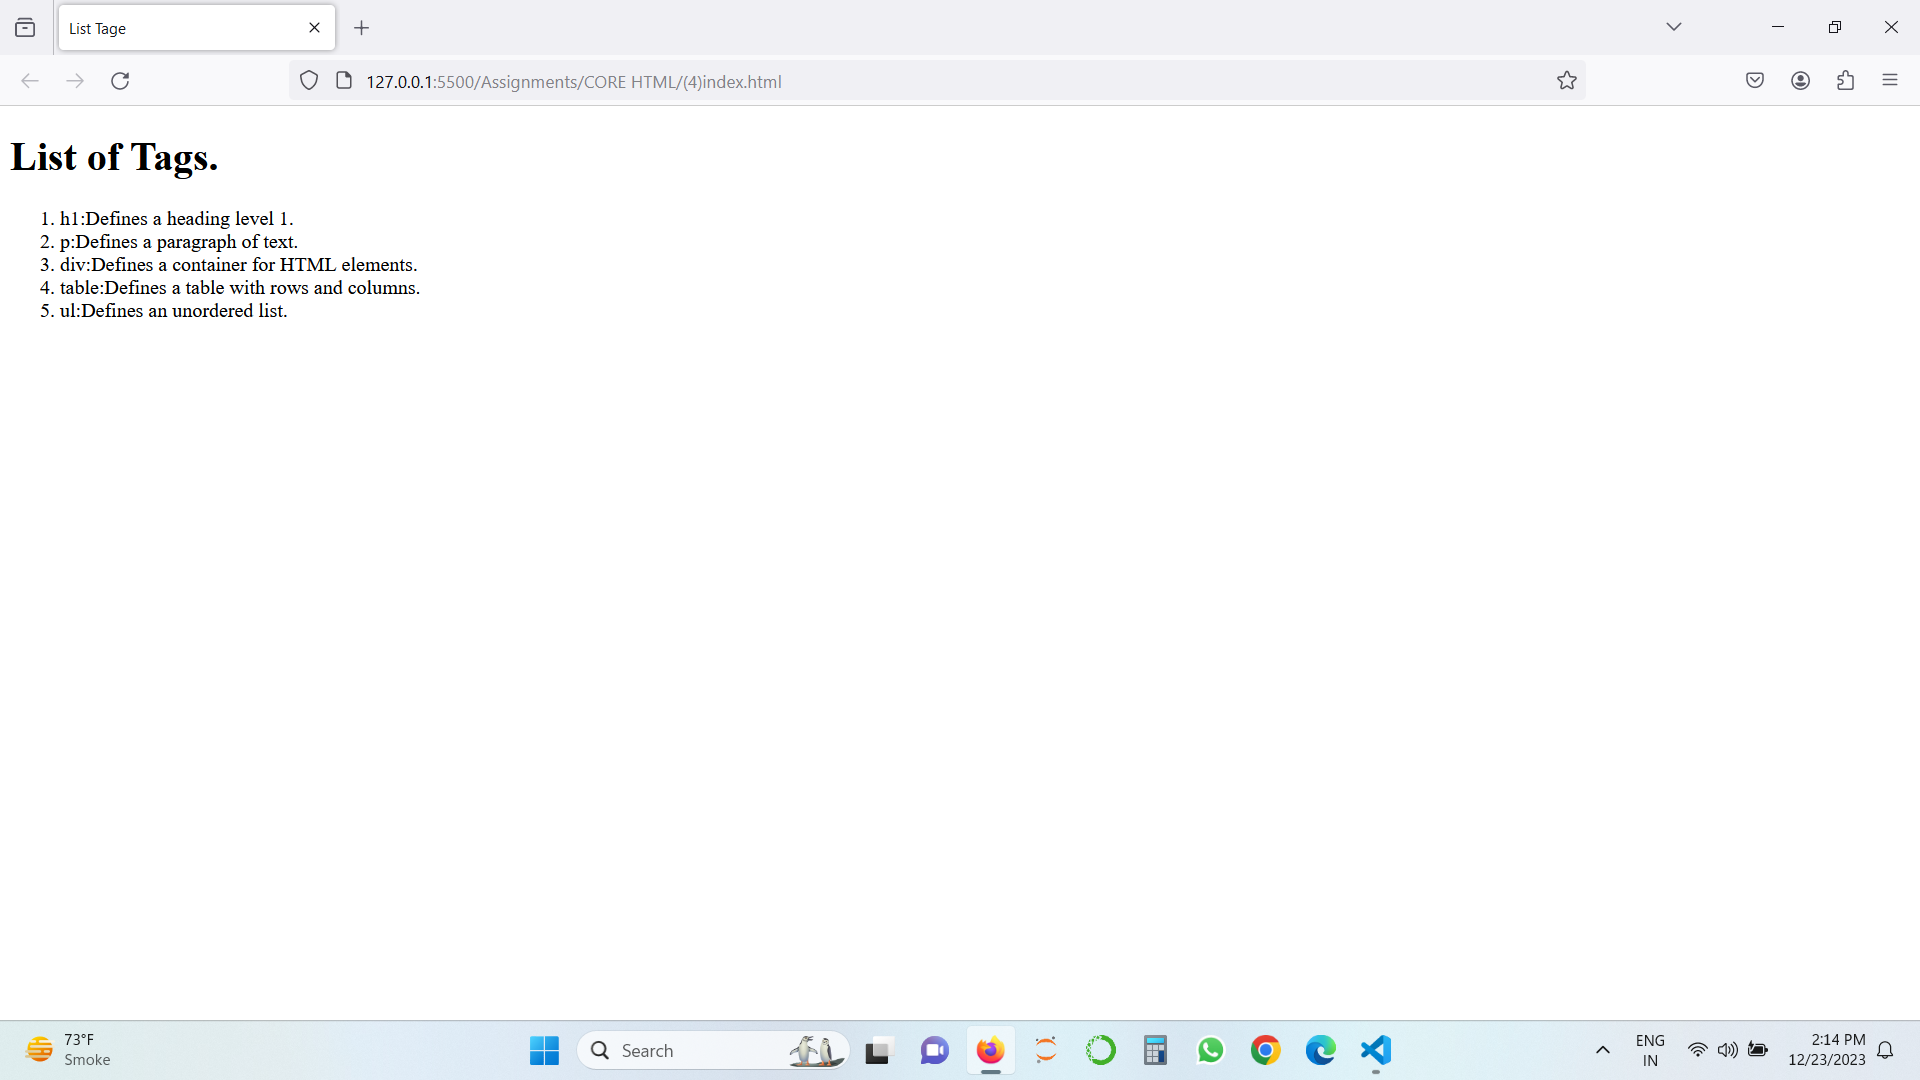 List Tage
127.0.0.1:5500/Assignments/CORE HTML/(4)index.html
List of Tags.
1. h1:Defines a heading level 1.
2. p:Defines a paragraph of text.
3. div:Defines a container for HTML elements.
4. table:Defines a table with rows and columns.
5. ul:Defines an unordered list.
73°F
Smoke
Search
ENG
IN
2:14 PM
12/23/2023